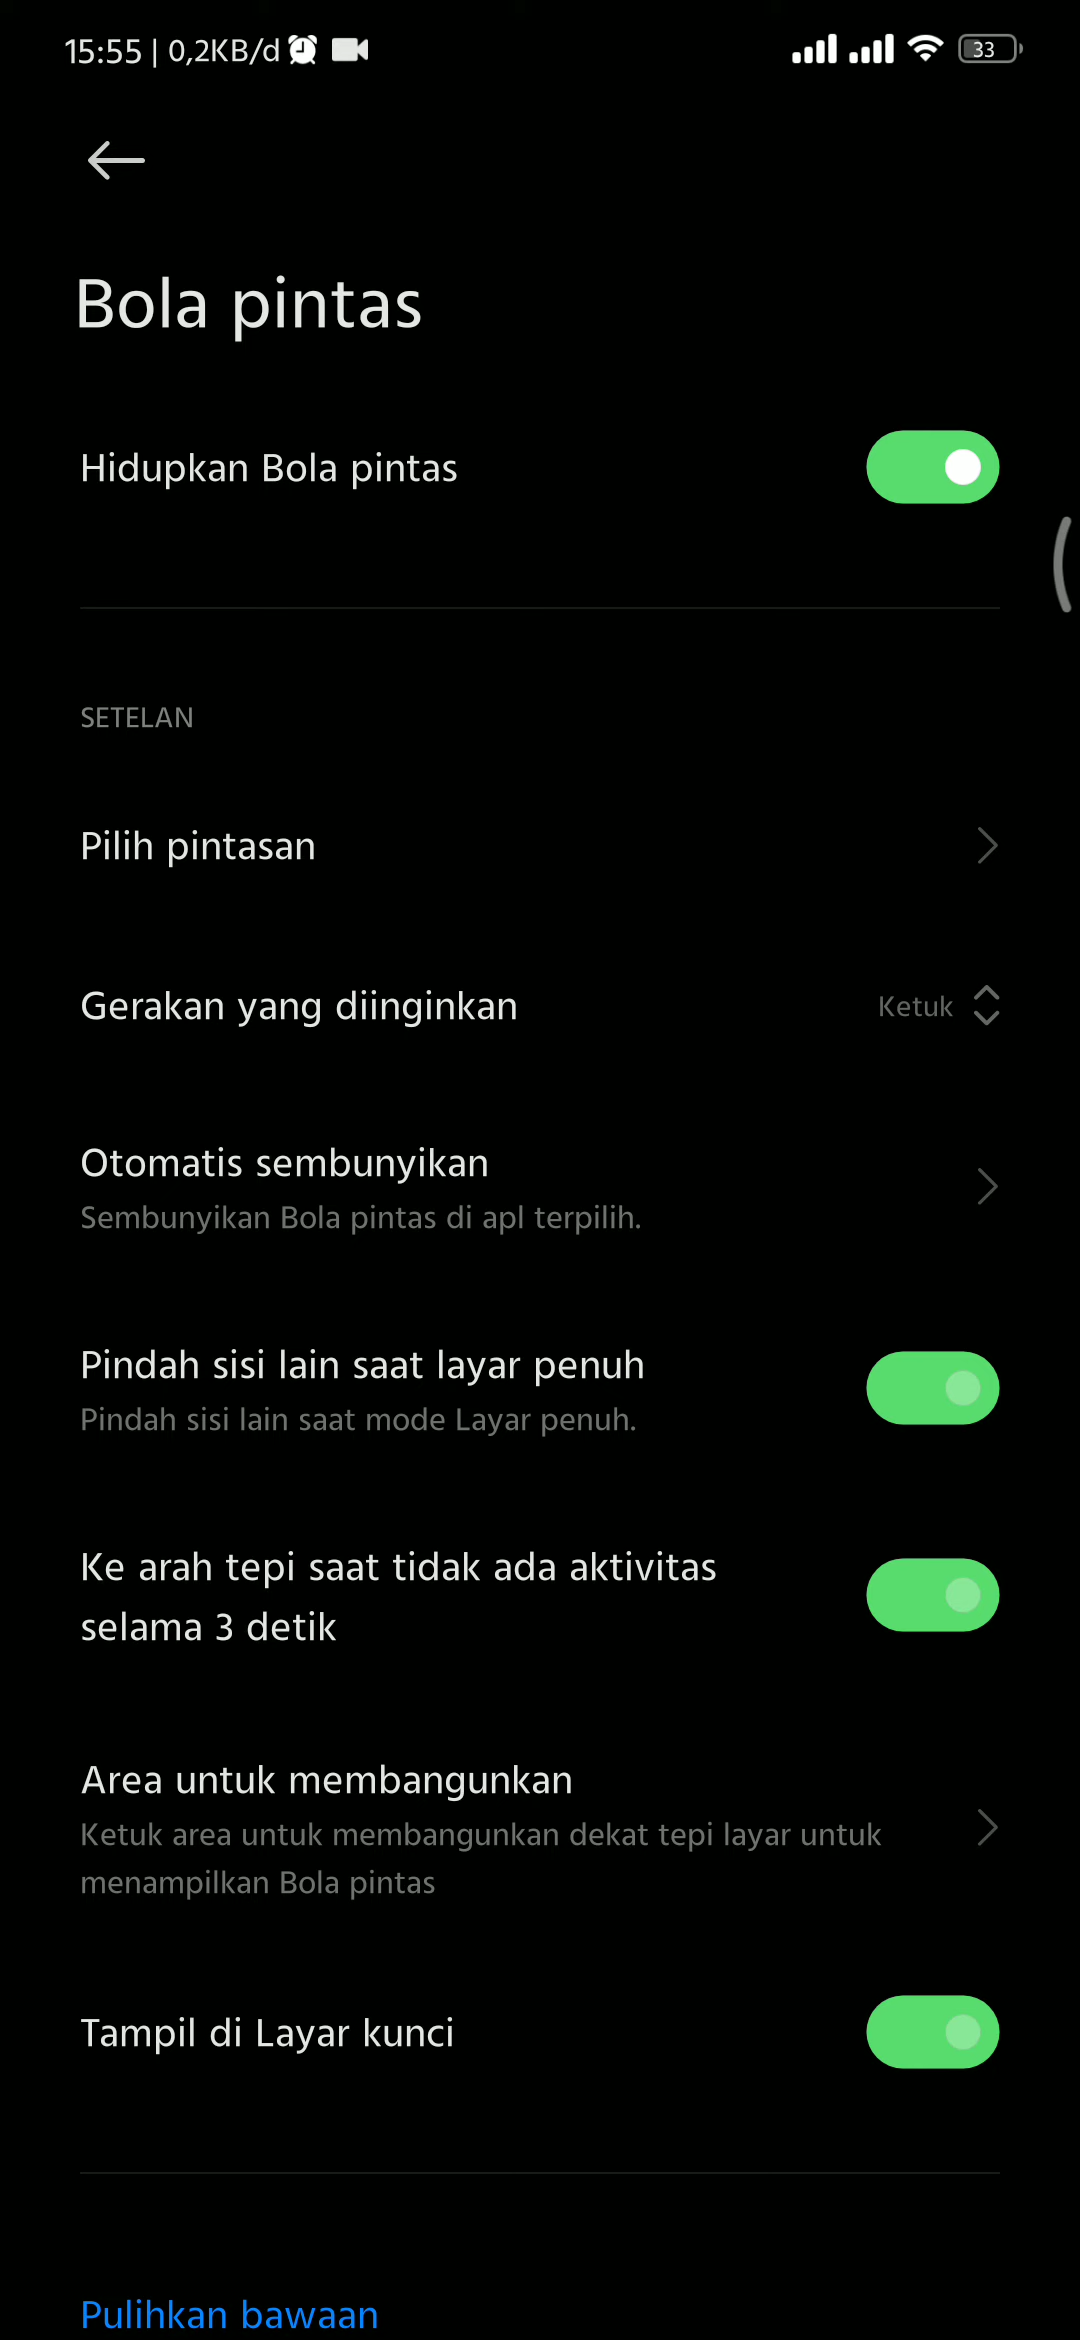 15:55 | 0,2KB/d 33
Bola pintas
Hidupkan Bola pintas
SETELAN
Pilih pintasan
Gerakan yang diinginkan Ketuk
Otomatis sembunyikan
Sembunyikan Bola pintas di apl terpilih.
Pindah sisi lain saat layar penuh
Pindah sisi lain saat mode Layar penuh.
Ke arah tepi saat tidak ada aktivitas
selama 3 detik
Area untuk membangunkan
Ketuk area untuk membangunkan dekat tepi layar untuk
menampilkan Bola pintas
Tampil di Layar kunci
Pulihkan bawaan